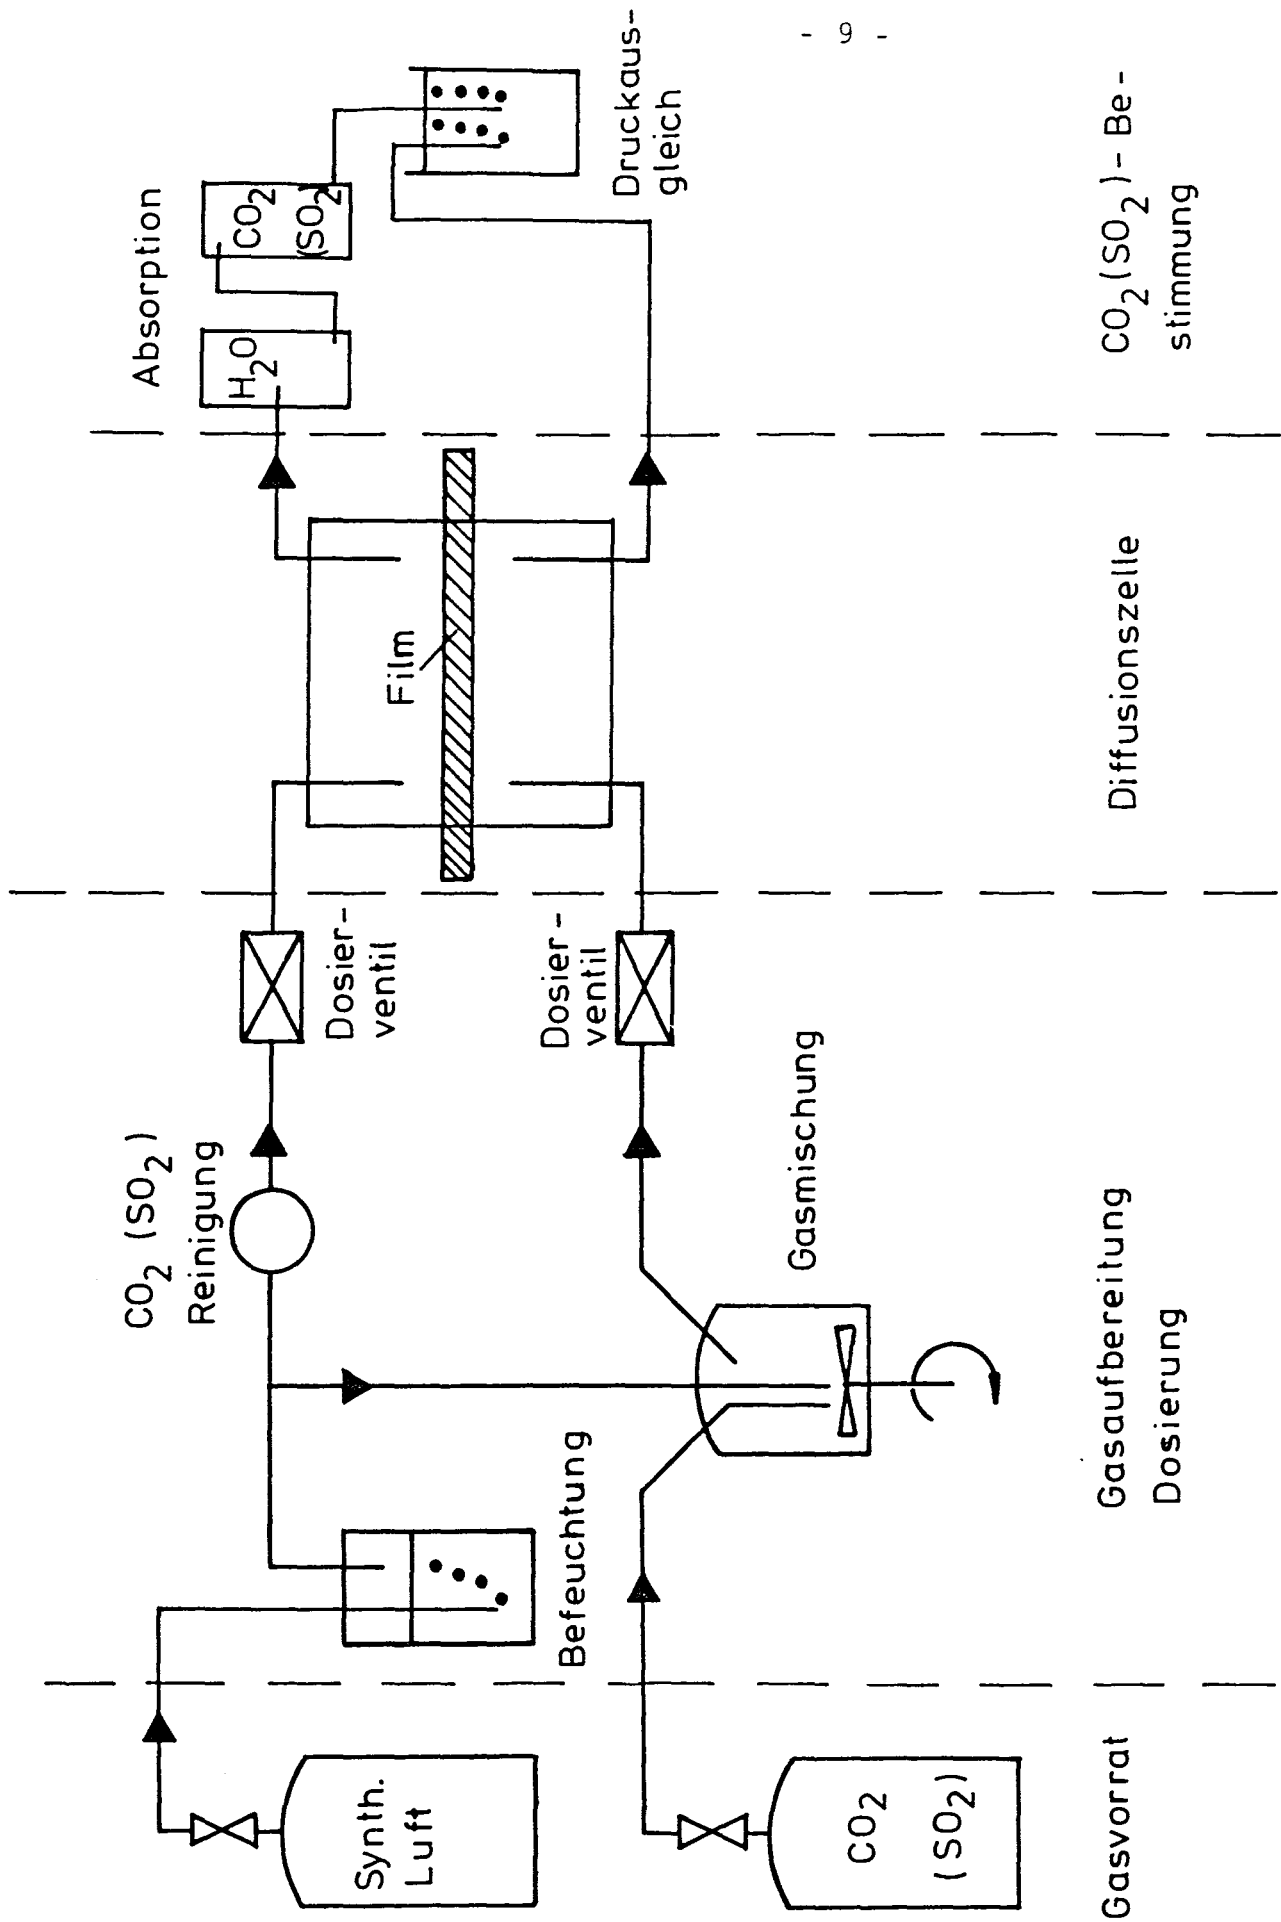 - 9 -
Synth.
Luft
CO2
(SO2)
Gasvorrat
Befeuchtung
CO2 (SO2)
Reinigung
Gasmischung
Dosier-
ventil
Dosier-
ventil
Gasaufbereitung
Dosierung
Film
Diffusionszelle
Absorption
H2O
CO2
(SO2)
Druckaus-
gleich
CO2(SO2)-Be-
stimmung